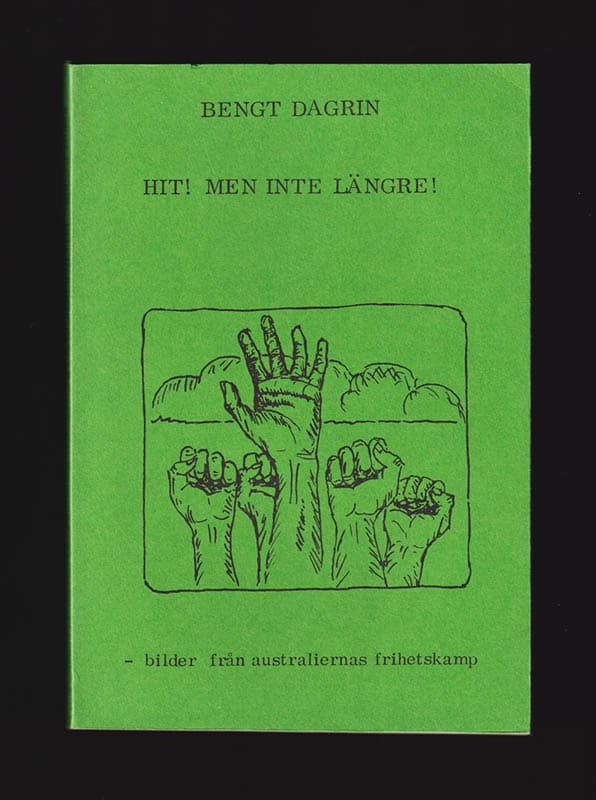 BENGT DAGRIN
HIT! MEN INTE LÄNGRE!
- bilder från australiernas frihetskamp